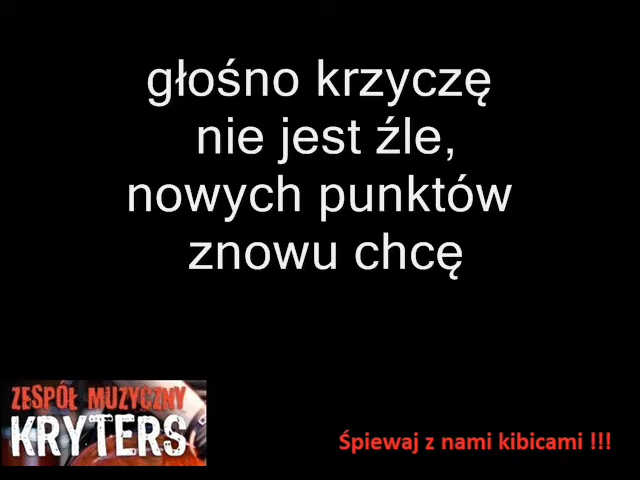 głośno krzyczę
nie jest źle,
nowych punktów
znowu chcę
ZESPÓŁ MUZYCZNY
KRYTERS
Śpiewaj z nami kibicami !!!